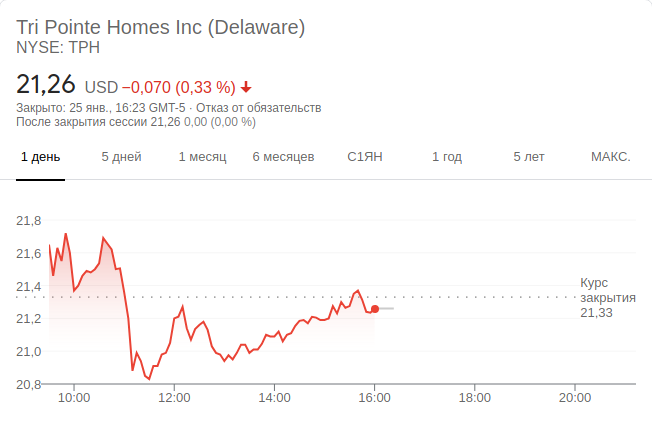 Tri Pointe Homes Inc (Delaware)
NYSE: TPH
21,26 USD −0,070 (0,33 %)
Закрыто: 25 янв., 16:23 GMT-5 · Отказ от обязательств
После закрытия сессии 21,26 0,00 (0,00 %)
1 день 5 дней 1 месяц 6 месяцев С1ЯН 1 год 5 лет МАКС.
21,8
21,6
21,4
21,2
21,0
20,8
Курс
закрытия
21,33
10:00 12:00 14:00 16:00 18:00 20:00